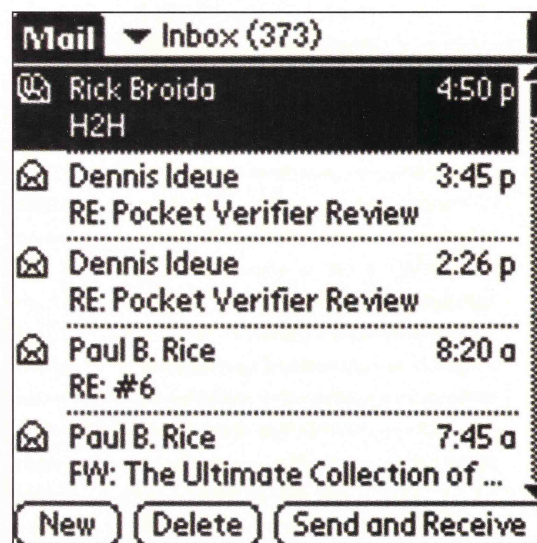 Mail Inbox (373)
Rick Broida 4:50 p
H2H
Dennis Ideue 3:45 p
RE: Pocket Verifier Review
Dennis Ideue 2:26 p
RE: Pocket Verifier Review
Paul B. Rice 8:20 a
RE: #6
Paul B. Rice 7:45 a
FW: The Ultimate Collection of ...
New Delete Send and Receive